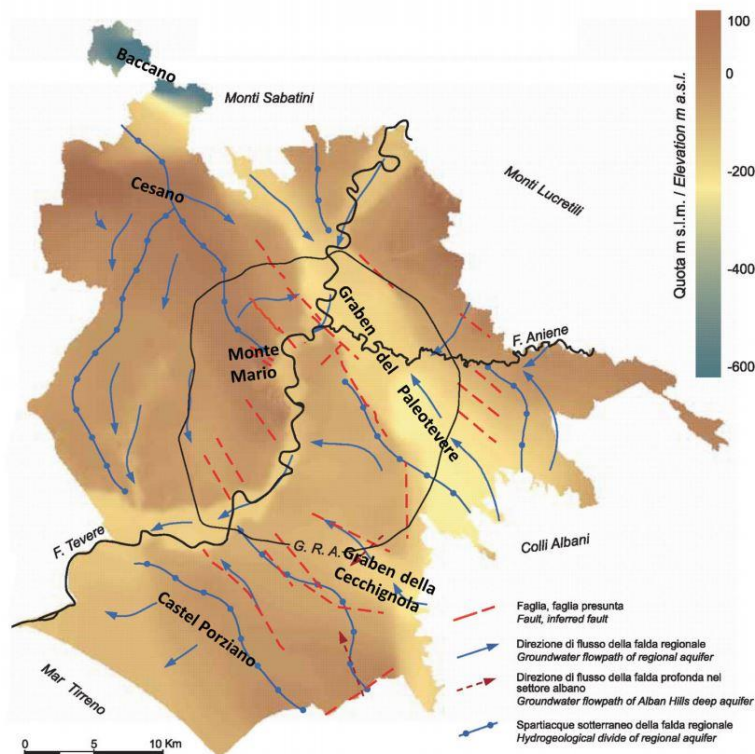 Baccano
Monti Sabatini
Cesano
Monti Lucretili
Graben del Paleotevere
F. Aniene
Monte
Mario
F. Tevere
G. R. A.
Colli Albani
Graben della
Cecchignola
Castel Porziano
Mar Tirreno
0 5 10 Km
100
-200
-400
-600
Quota m s.l.m. / Elevation m a.s.l.
Faglia, faglia presunta
Fault, inferred fault
Direzione di flusso della falda regionale
Groundwater flowpath of regional aquifer
Direzione di flusso della falda profonda nel
settore albano
Groundwater flowpath of Alban Hills deep aquifer
Spartiacque sotterraneo della falda regionale
Hydrogeological divide of regional aquifer